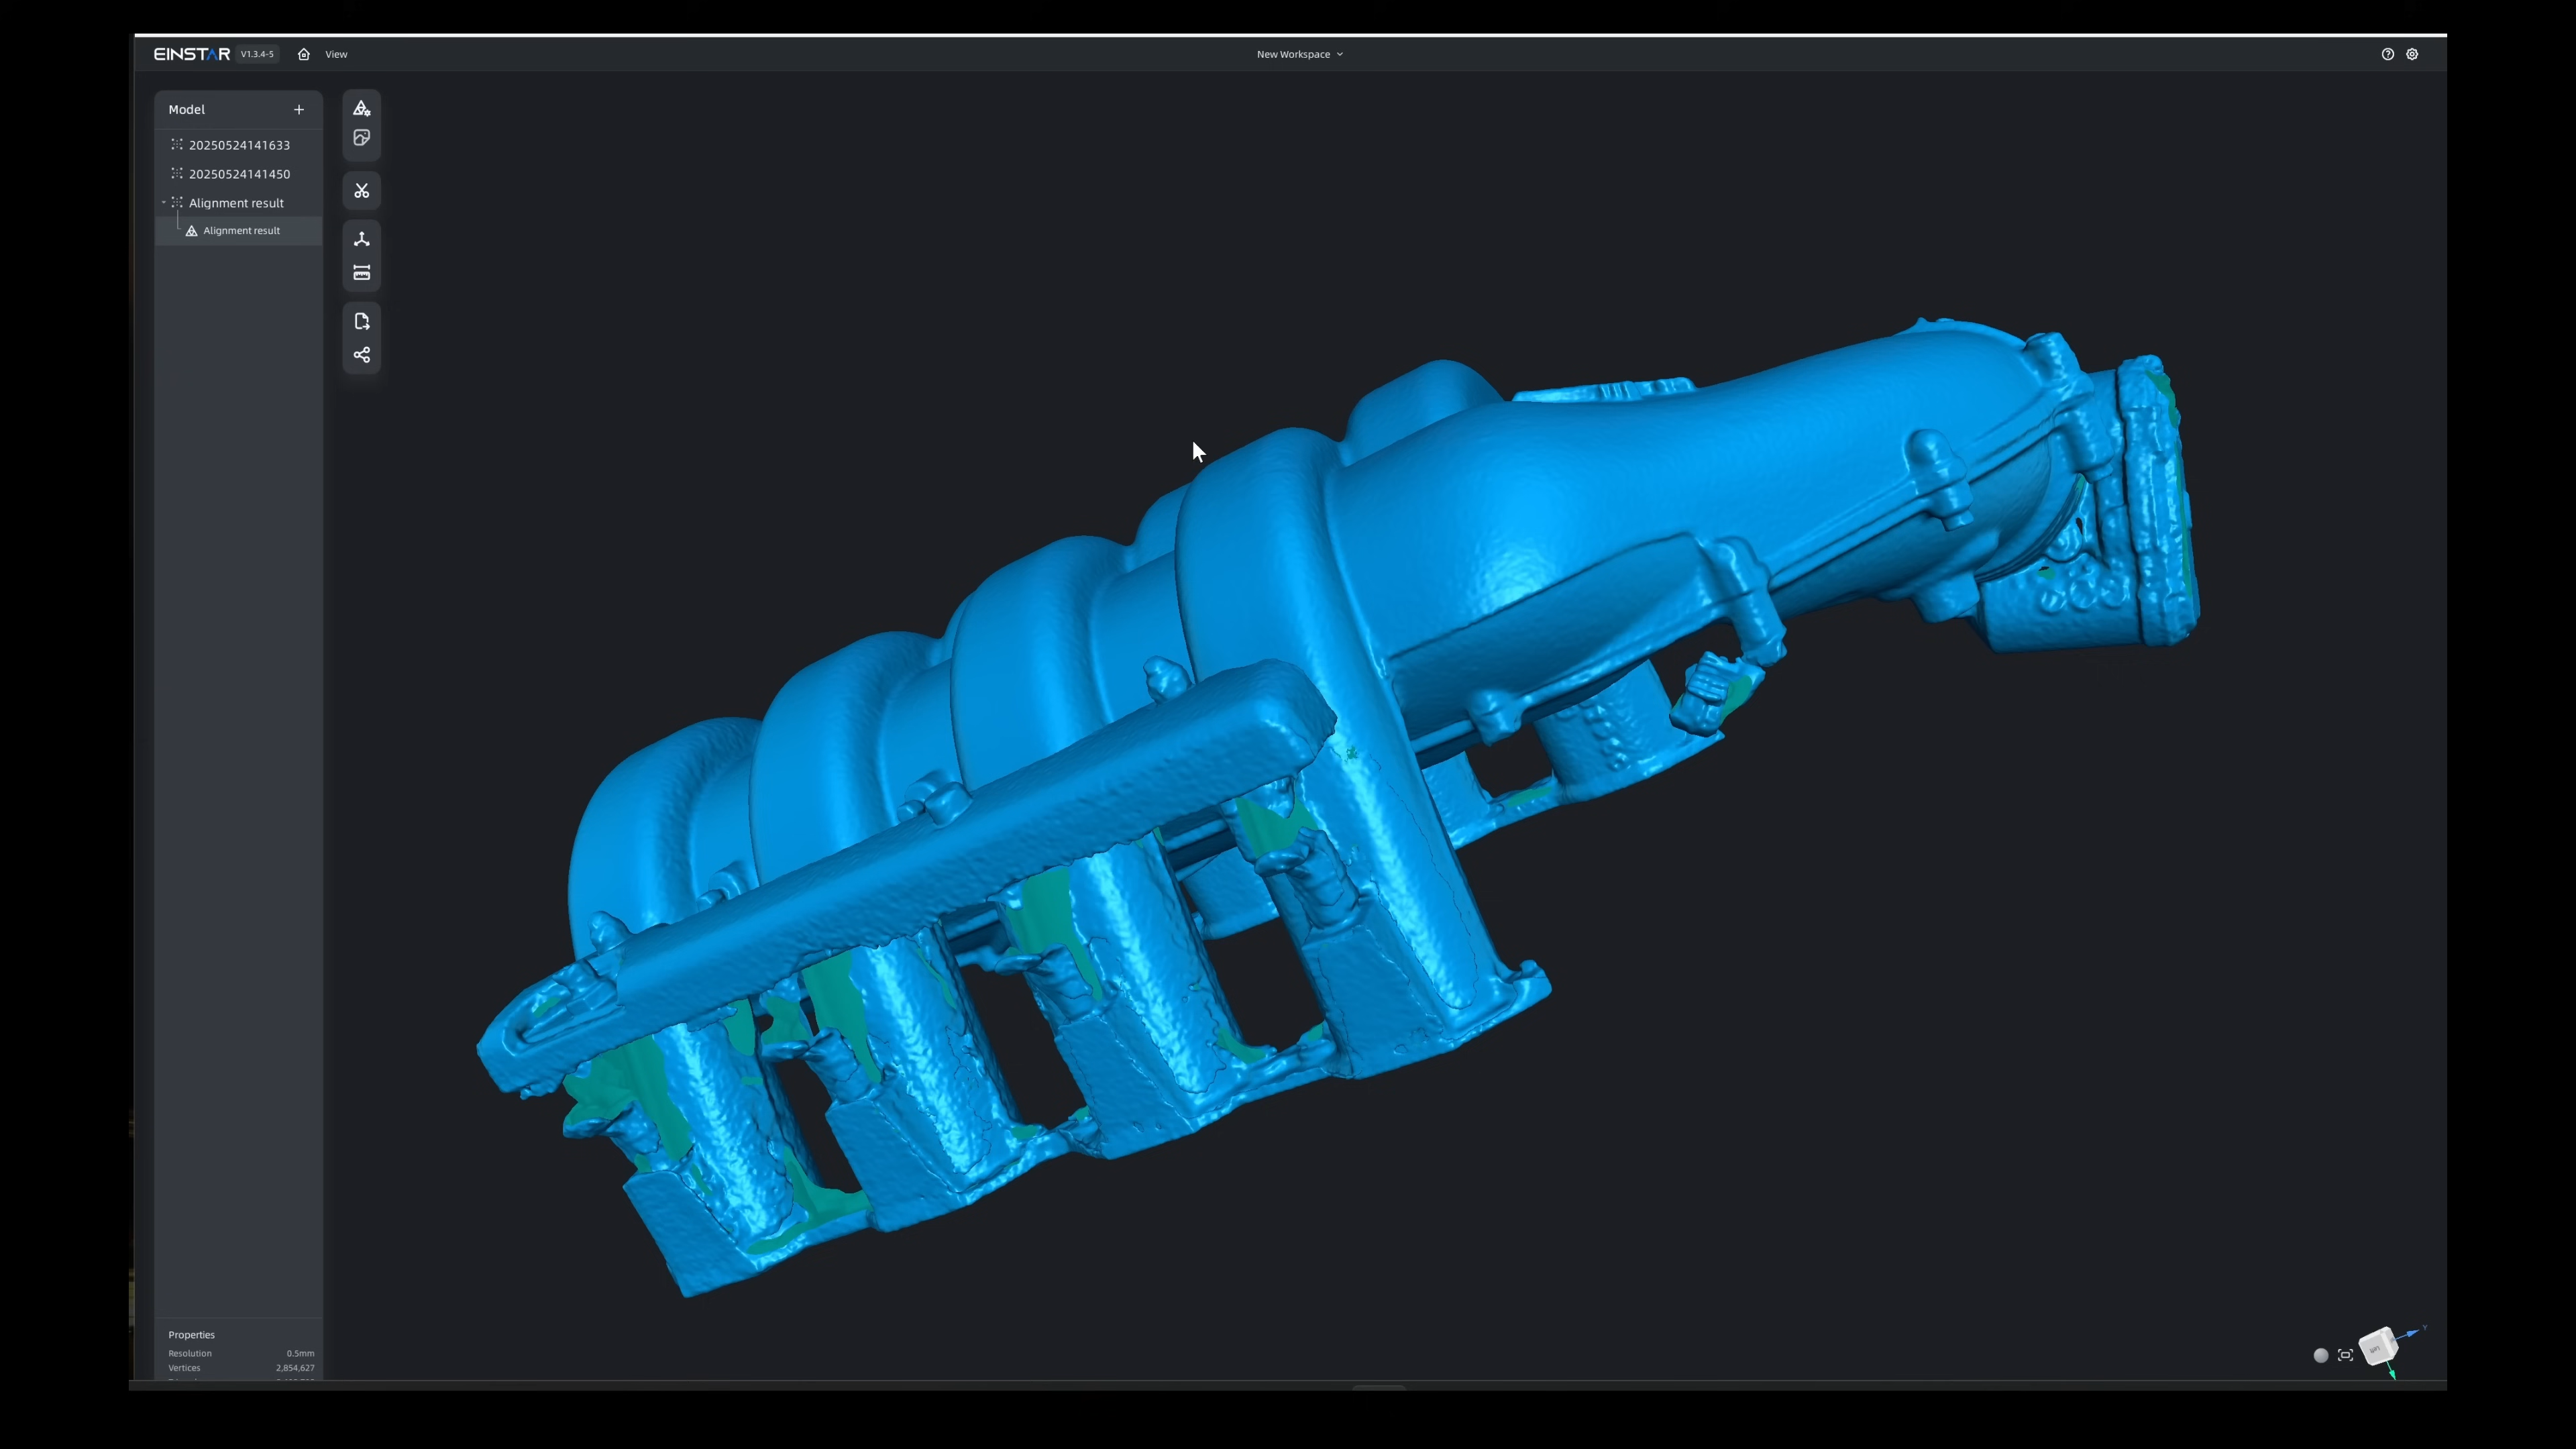 EINSTAR V1.3.4-5 View New Workspace
Model +
20250524141633
20250524141450
Alignment result
Alignment result
Properties
Resolution 0.5mm
Vertices 2,854,627
Y